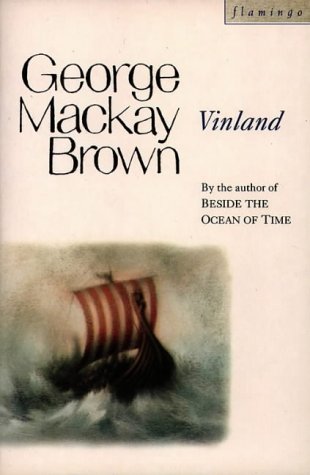 flamingo
George
Mackay
Brown
Vinland
By the author of
BESIDE THE
OCEAN OF TIME